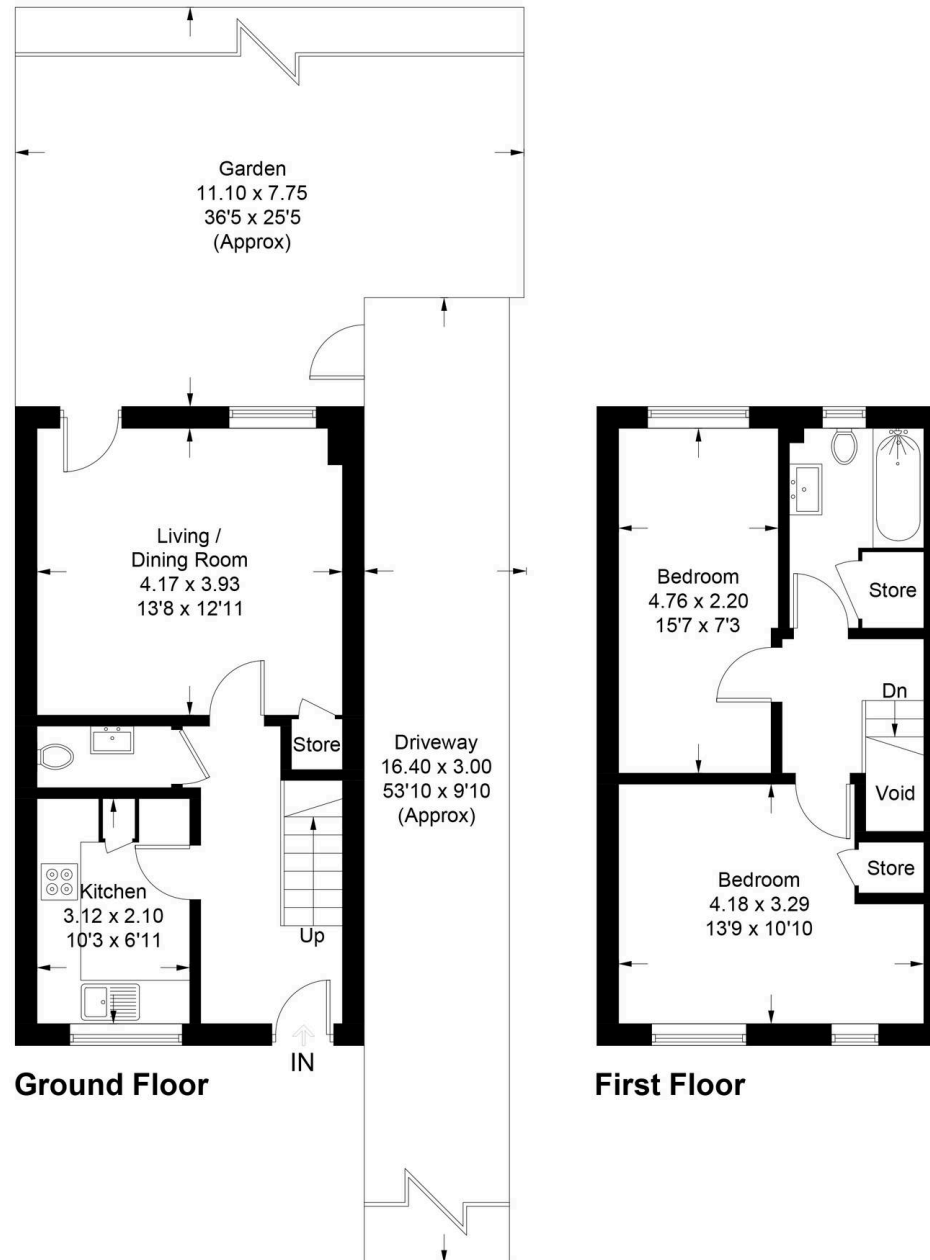 Garden
11.10 x 7.75
36'5 x 25'5
(Approx)
Living /
Dining Room
4.17 x 3.93
13'8 x 12'11
Store
Driveway
16.40 x 3.00
53'10 x 9'10
(Approx)
Kitchen
3.12 x 2.10
10'3 x 6'11
Up
IN
Ground Floor
Bedroom
4.76 x 2.20
15'7 x 7'3
Store
Dn
Void
Store
Bedroom
4.18 x 3.29
13'9 x 10'10
First Floor